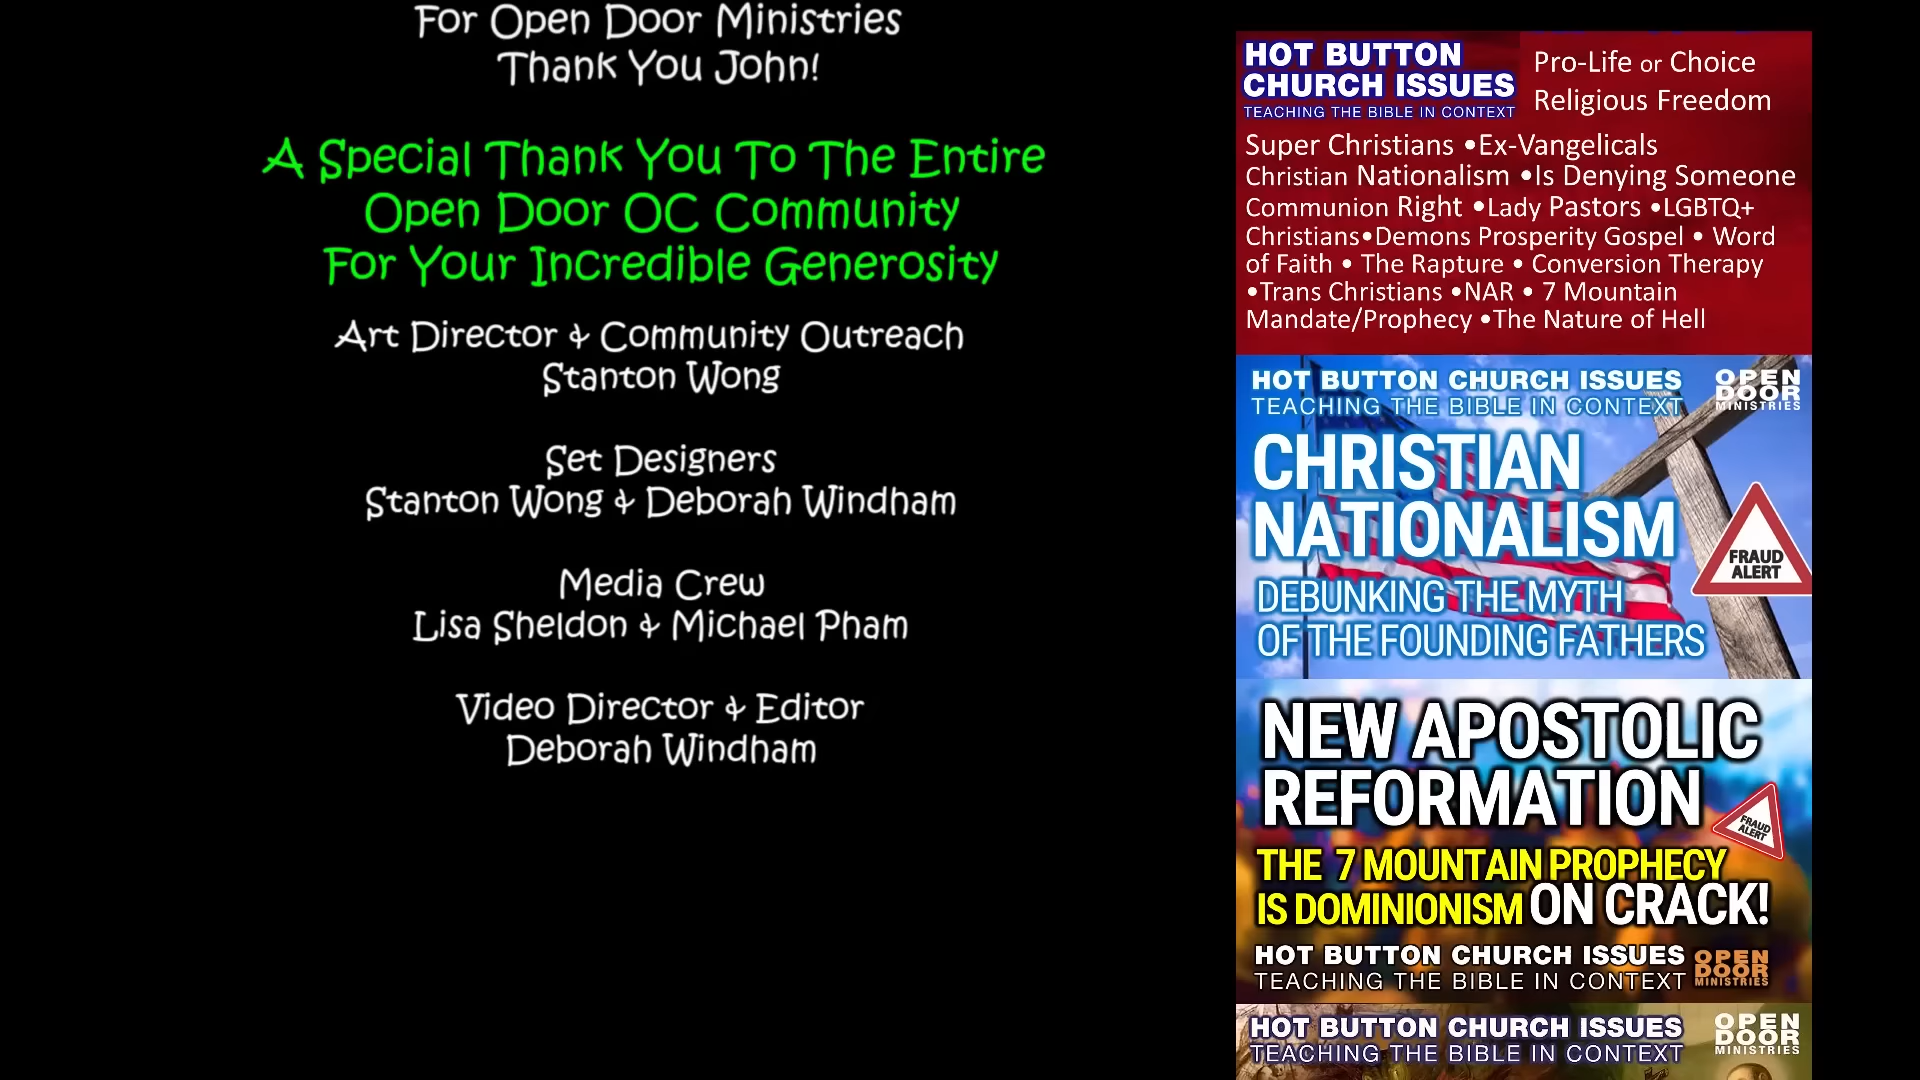 For Open Door Ministries
Thank You John!
A Special Thank You To The Entire
Open Door OC Community
For Your Incredible Generosity
Art Director & Community Outreach
Stanton Wong
Set Designers
Stanton Wong & Deborah Windham
Media Crew
Lisa Sheldon & Michael Pham
Video Director & Editor
Deborah Windham
HOT BUTTON
CHURCH ISSUES
TEACHING THE BIBLE IN CONTEXT
Pro-Life or Choice
Religious Freedom
Super Christians •Ex-Vangelicals
Christian Nationalism •Is Denying Someone
Communion Right •Lady Pastors •LGBTQ+
Christians•Demons Prosperity Gospel • Word
of Faith • The Rapture • Conversion Therapy
•Trans Christians •NAR • 7 Mountain
Mandate/Prophecy •The Nature of Hell
HOT BUTTON CHURCH ISSUES
TEACHING THE BIBLE IN CONTEXT
OPEN
DOOR
MINISTRIES
CHRISTIAN
NATIONALISM
FRAUD
ALERT
DEBUNKING THE MYTH
OF THE FOUNDING FATHERS
NEW APOSTOLIC
REFORMATION
FRAUD
ALERT
THE 7 MOUNTAIN PROPHECY
IS DOMINIONISM ON CRACK!
HOT BUTTON CHURCH ISSUES
TEACHING THE BIBLE IN CONTEXT
OPEN
DOOR
MINISTRIES
HOT BUTTON CHURCH ISSUES
TEACHING THE BIBLE IN CONTEXT
OPEN
DOOR
MINISTRIES